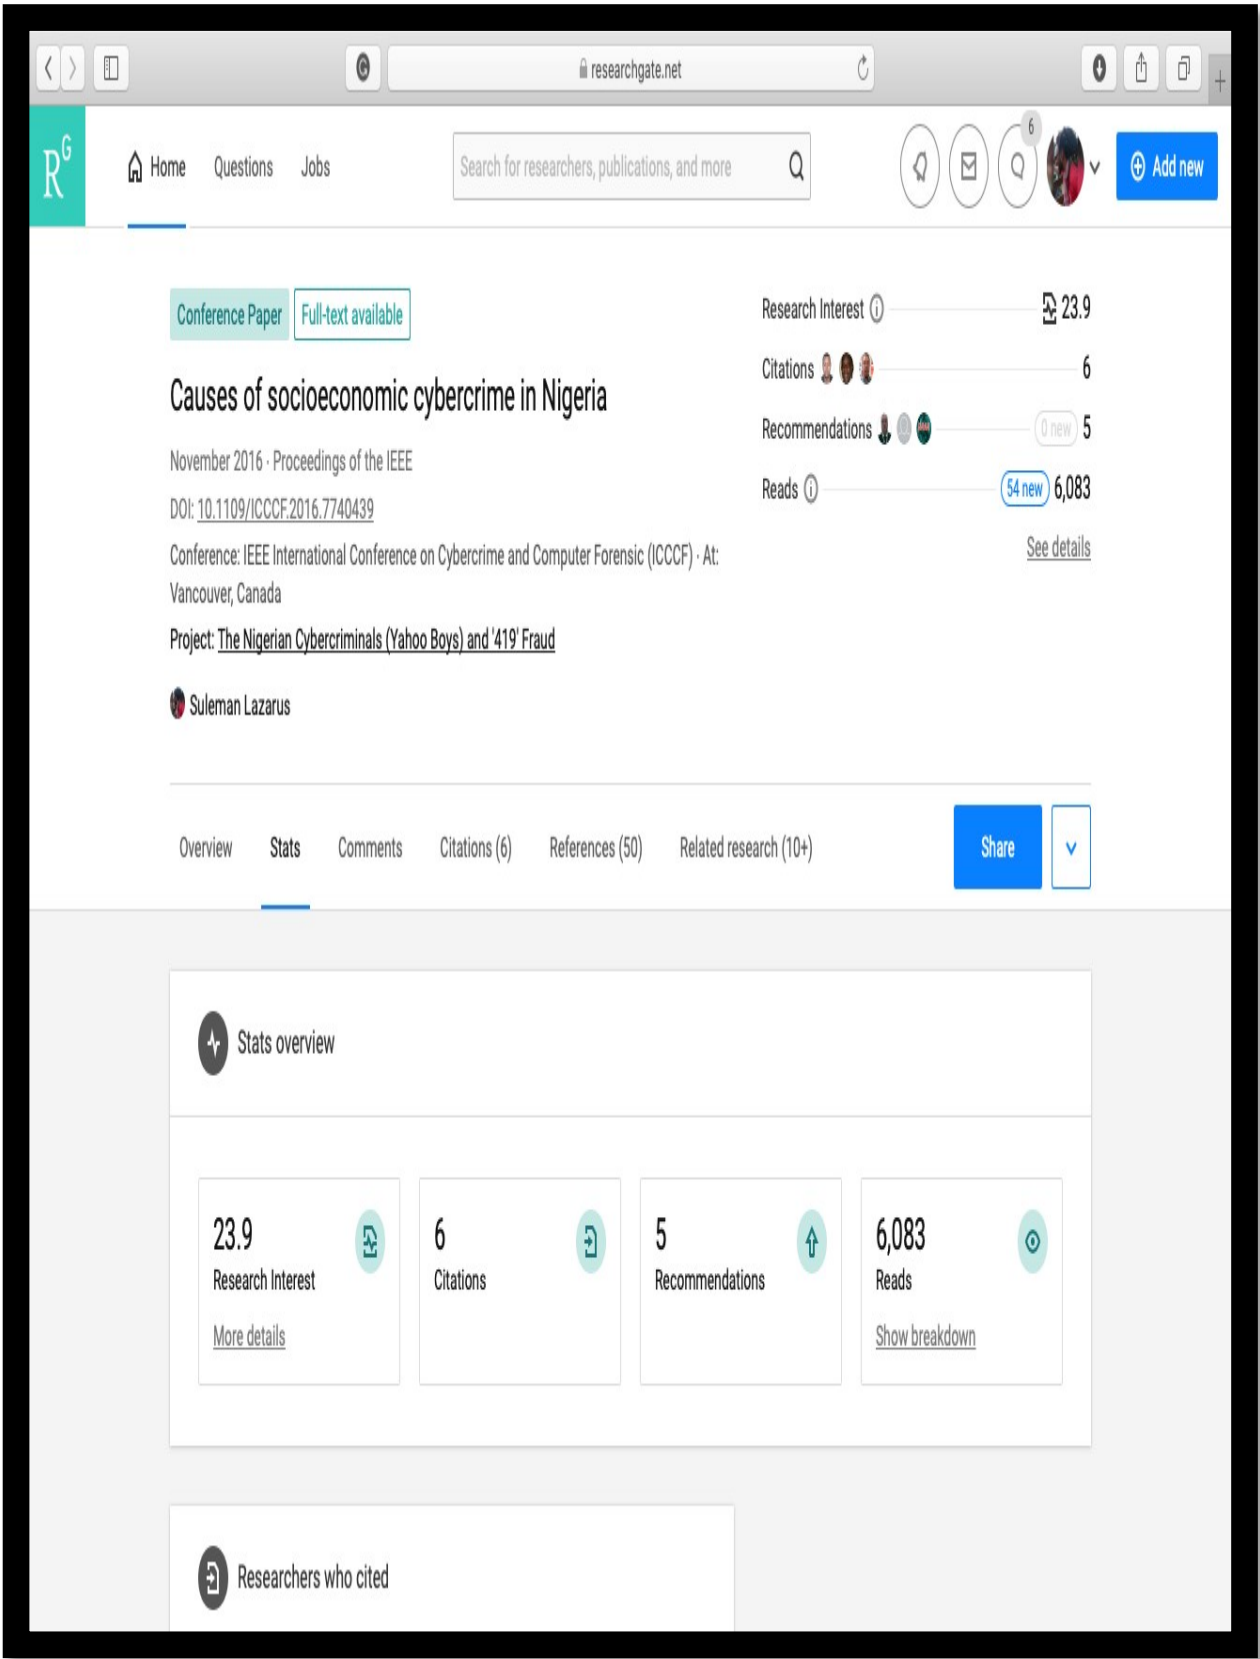 researchgate.net
RG
Home Questions Jobs
Search for researchers, publications, and more
6
Add new
Conference Paper Full-text available
Causes of socioeconomic cybercrime in Nigeria
November 2016 · Proceedings of the IEEE
DOI: 10.1109/ICCCF.2016.7740439
Conference: IEEE International Conference on Cybercrime and Computer Forensic (ICCCF) · At:
Vancouver, Canada
Project: The Nigerian Cybercriminals (Yahoo Boys) and '419' Fraud
Suleman Lazarus
Research Interest 23.9
Citations 6
Recommendations 0 new 5
Reads 54 new 6,083
See details
Overview Stats Comments Citations (6) References (50) Related research (10+)
Share
Stats overview
23.9
Research Interest
More details
6
Citations
5
Recommendations
6,083
Reads
Show breakdown
Researchers who cited